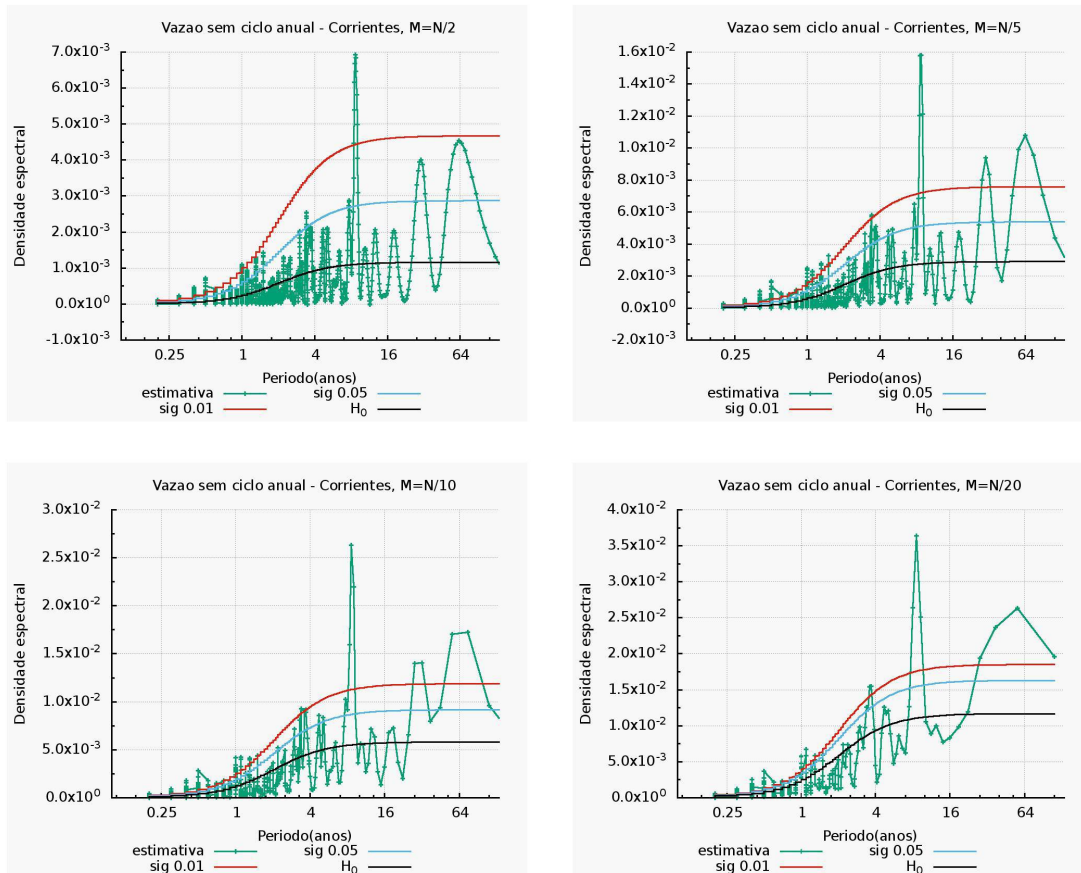 Vazao sem ciclo anual - Corrientes, M=N/2
7.0x10⁻³
6.0x10⁻³
5.0x10⁻³
4.0x10⁻³
3.0x10⁻³
2.0x10⁻³
1.0x10⁻³
0.0x10⁰
-1.0x10⁻³
Densidade espectral
0.25 1 4 16 64
Periodo(anos)
estimativa sig 0.05
sig 0.01 H₀
Vazao sem ciclo anual - Corrientes, M=N/5
1.6x10⁻²
1.4x10⁻²
1.2x10⁻²
1.0x10⁻²
8.0x10⁻³
6.0x10⁻³
4.0x10⁻³
2.0x10⁻³
0.0x10⁰
-2.0x10⁻³
Densidade espectral
0.25 1 4 16 64
Periodo(anos)
estimativa sig 0.05
sig 0.01 H₀
Vazao sem ciclo anual - Corrientes, M=N/10
3.0x10⁻²
2.5x10⁻²
2.0x10⁻²
1.5x10⁻²
1.0x10⁻²
5.0x10⁻³
0.0x10⁰
Densidade espectral
0.25 1 4 16 64
Periodo(anos)
estimativa sig 0.05
sig 0.01 H₀
Vazao sem ciclo anual - Corrientes, M=N/20
4.0x10⁻²
3.5x10⁻²
3.0x10⁻²
2.5x10⁻²
2.0x10⁻²
1.5x10⁻²
1.0x10⁻²
5.0x10⁻³
0.0x10⁰
Densidade espectral
0.25 1 4 16 64
Periodo(anos)
estimativa sig 0.05
sig 0.01 H₀